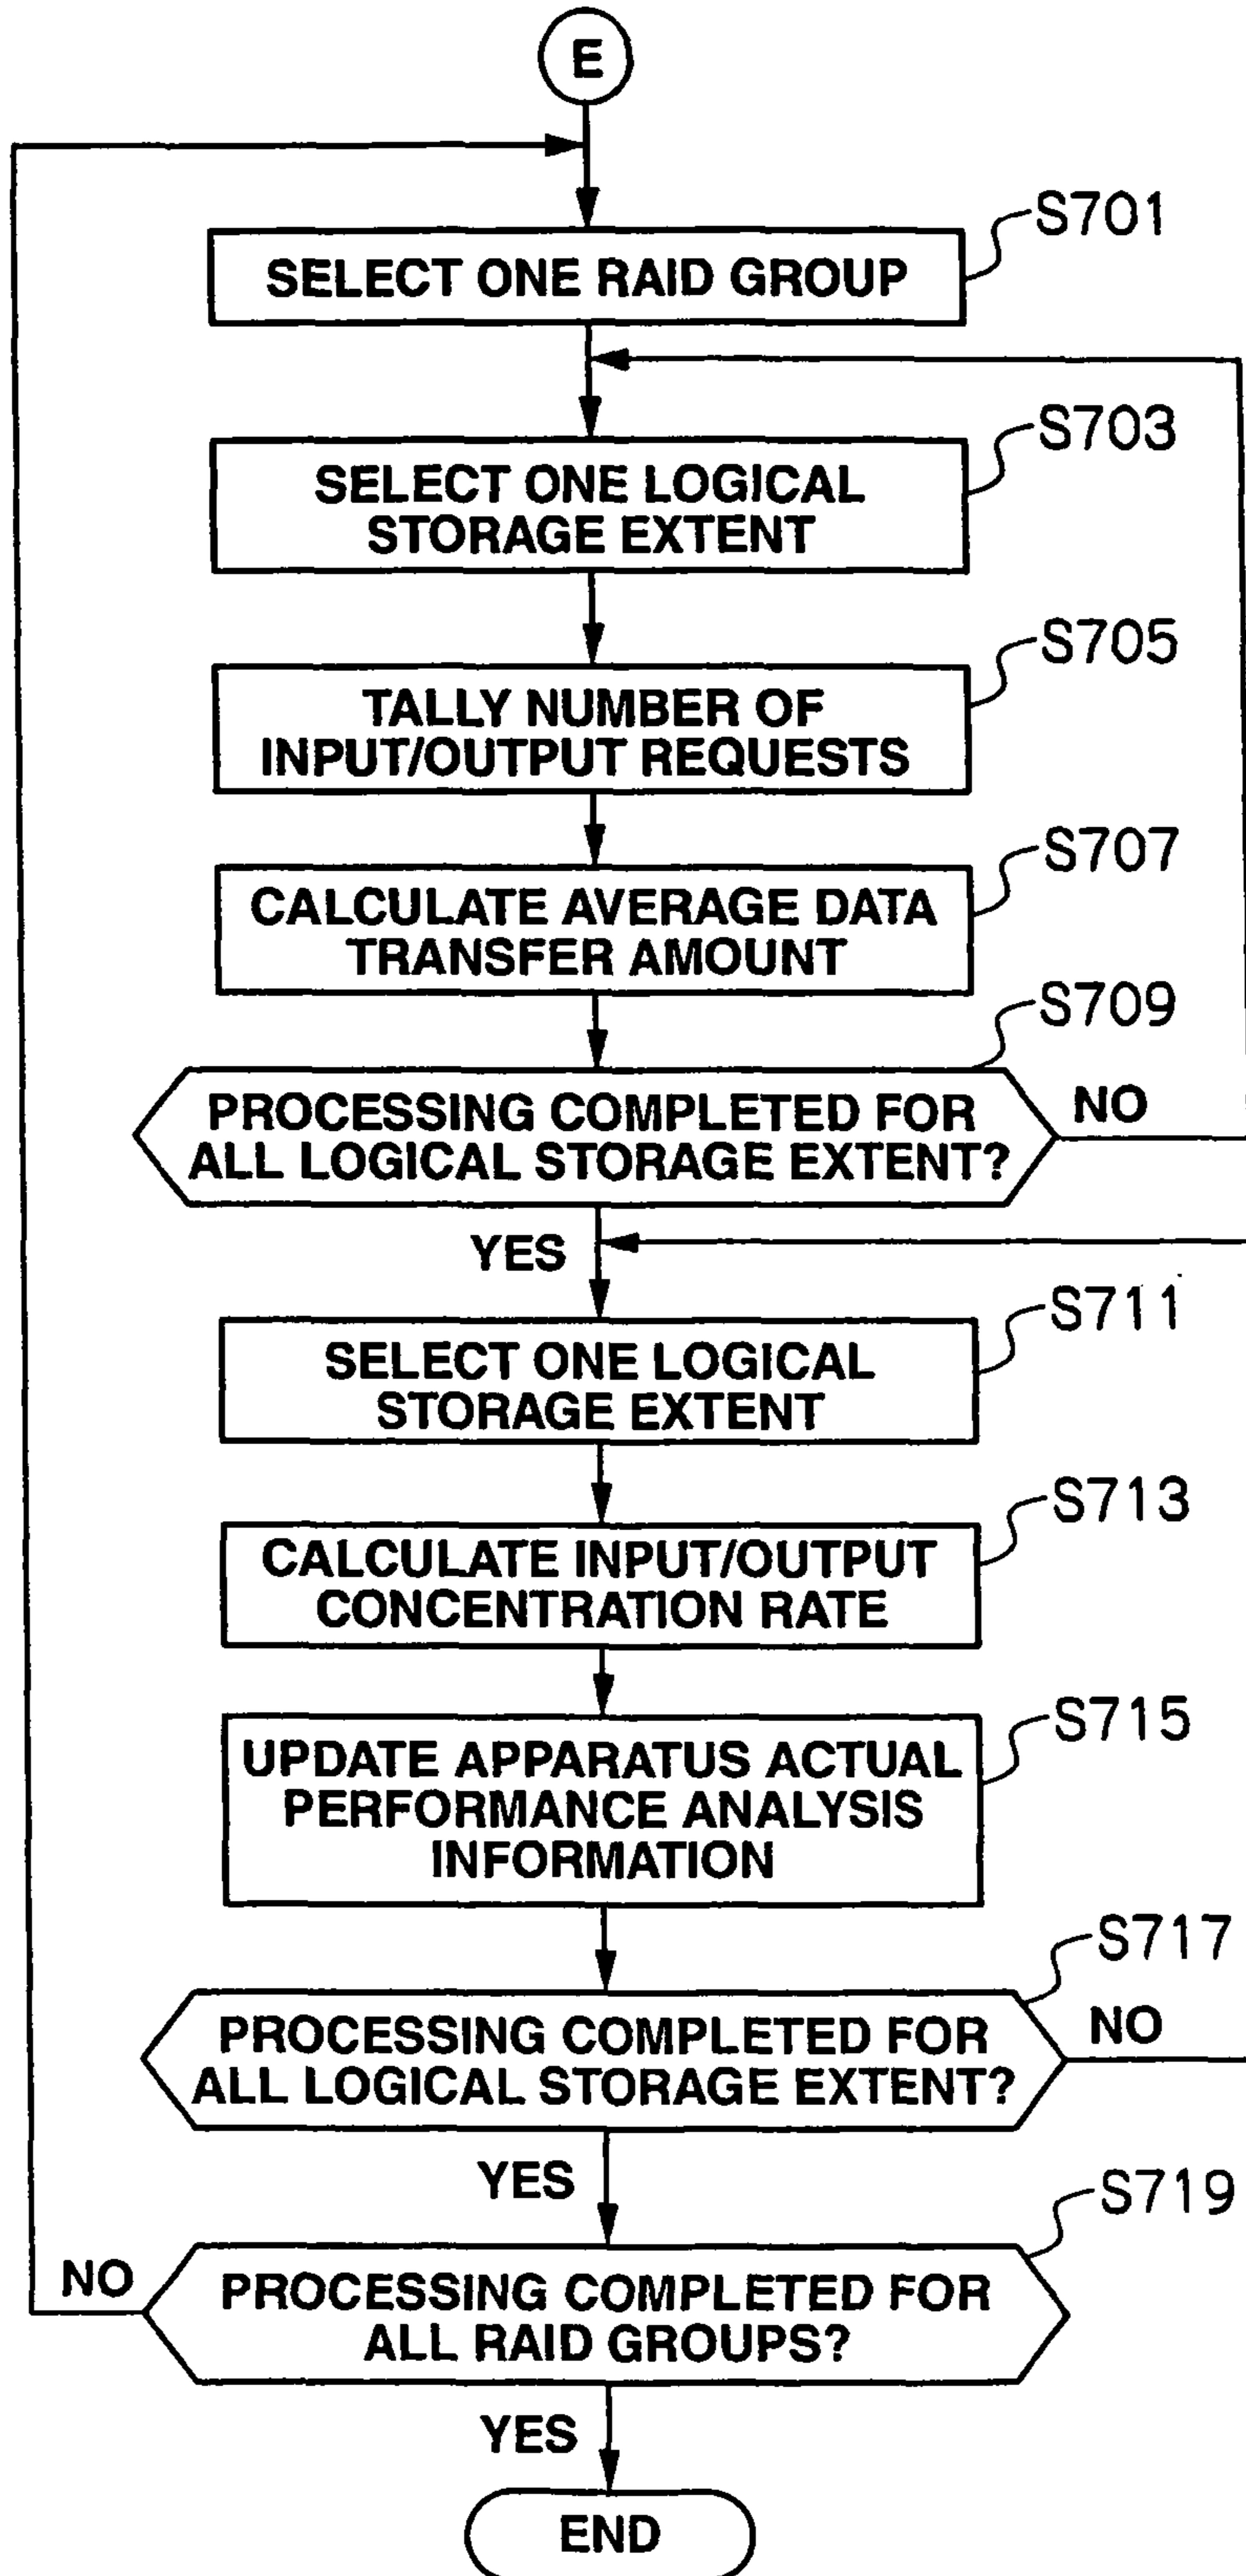 E
S701
SELECT ONE RAID GROUP
S703
SELECT ONE LOGICAL
STORAGE EXTENT
S705
TALLY NUMBER OF
INPUT/OUTPUT REQUESTS
S707
CALCULATE AVERAGE DATA
TRANSFER AMOUNT
S709
PROCESSING COMPLETED FOR
ALL LOGICAL STORAGE EXTENT?
NO
YES
S711
SELECT ONE LOGICAL
STORAGE EXTENT
S713
CALCULATE INPUT/OUTPUT
CONCENTRATION RATE
S715
UPDATE APPARATUS ACTUAL
PERFORMANCE ANALYSIS
INFORMATION
S717
PROCESSING COMPLETED FOR
ALL LOGICAL STORAGE EXTENT?
NO
YES
S719
NO
PROCESSING COMPLETED FOR
ALL RAID GROUPS?
YES
END